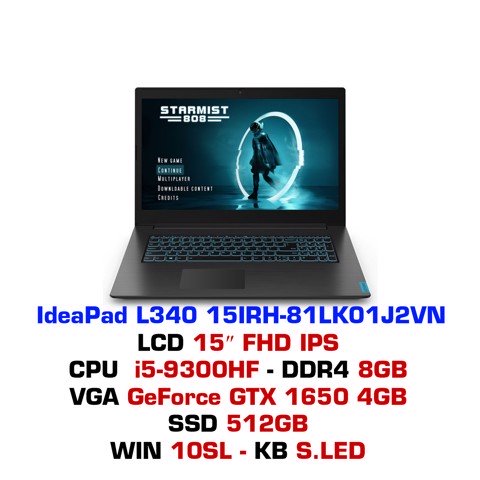 STARMIST
808
NEW GAME
CONTINUE
MULTIPLAYER
DOWNLOADABLE CONTENT
CREDITS
IdeaPad L340 15IRH-81LK01J2VN
LCD 15″ FHD IPS
CPU i5-9300HF - DDR4 8GB
VGA GeForce GTX 1650 4GB
SSD 512GB
WIN 10SL - KB S.LED